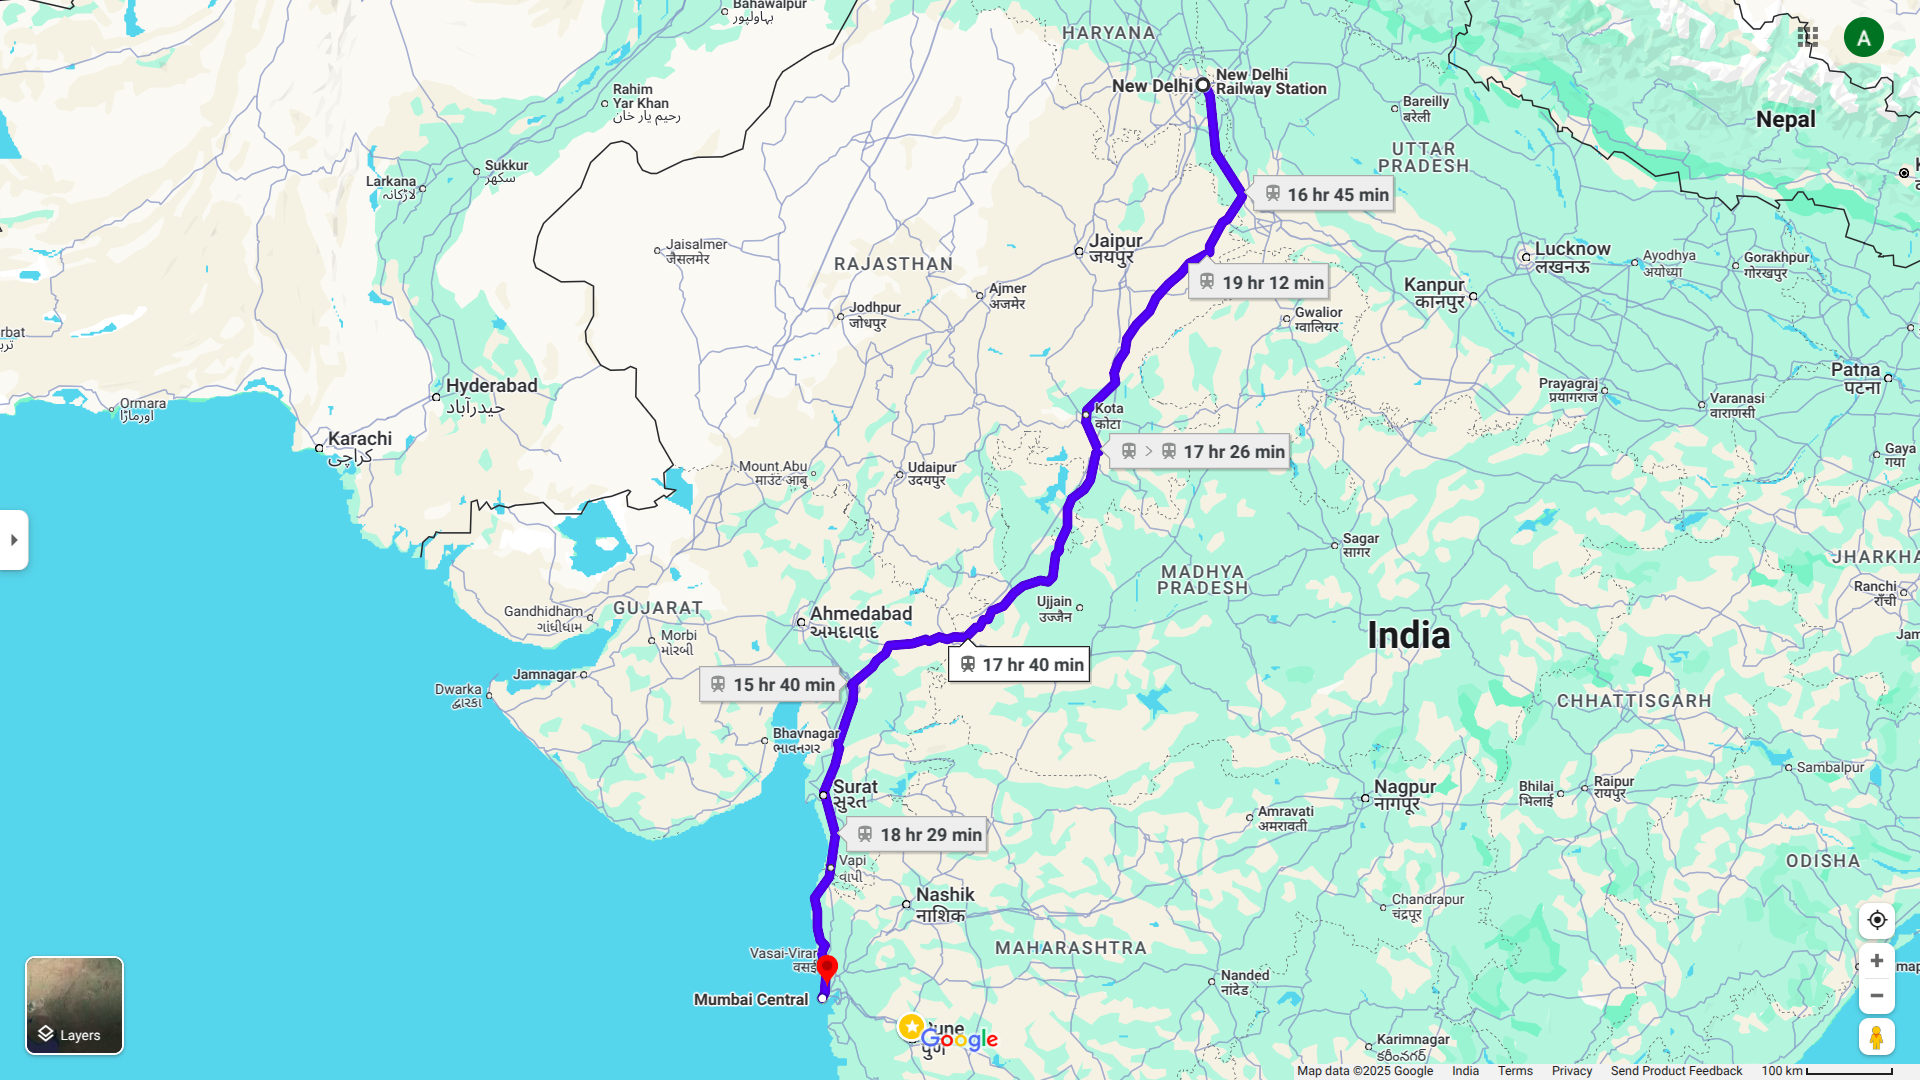 Bahawalpur
بہاولپور
HARYANA
A
Rahim
Yar Khan
رحیم یار خان
New Delhi
New Delhi
Railway Station
Bareilly
बरेली
Nepal
UTTAR
PRADESH
Sukkur
سکھر
Larkana
لاڑکانہ
16 hr 45 min
Jaisalmer
जैसलमेर
RAJASTHAN
Jaipur
जयपुर
Lucknow
लखनऊ
Ayodhya
अयोध्या
Gorakhpur
गोरखपुर
19 hr 12 min
Kanpur
कानपुर
Ajmer
अजमेर
Jodhpur
जोधपुर
Gwalior
ग्वालियर
rbat
Hyderabad
حیدرآباد
Patna
पटना
Prayagraj
प्रयागराज
Varanasi
वाराणसी
Ormara
اورماڑا
Karachi
کراچی
Kota
कोटा
17 hr 26 min
Gaya
गया
Mount Abu
माउंट आबू
Udaipur
उदयपुर
Sagar
सागर
JHARKHA
MADHYA
PRADESH
Ranchi
राँची
Ujjain
उज्जैन
Gandhidham
ગાંધીધામ
GUJARAT
Ahmedabad
અમદાવાદ
Morbi
મોરબી
India
Jam
17 hr 40 min
Jamnagar
15 hr 40 min
Dwarka
દ્વારકા
CHHATTISGARH
Bhavnagar
ભાવનગર
Surat
સુરત
Nagpur
नागपूर
Bhilai
भिलाई
Raipur
रायपुर
Sambalpur
Amravati
अमरावती
18 hr 29 min
Vapi
વાપી
ODISHA
Nashik
नाशिक
Chandrapur
चंद्रपूर
MAHARASHTRA
Vasai-Virar
वसई
Nanded
नांदेड
Mumbai Central
Pune
पुणे
Google
Karimnagar
కరీంనగర్
Layers
Map data ©2025 Google India Terms Privacy Send Product Feedback 100 km